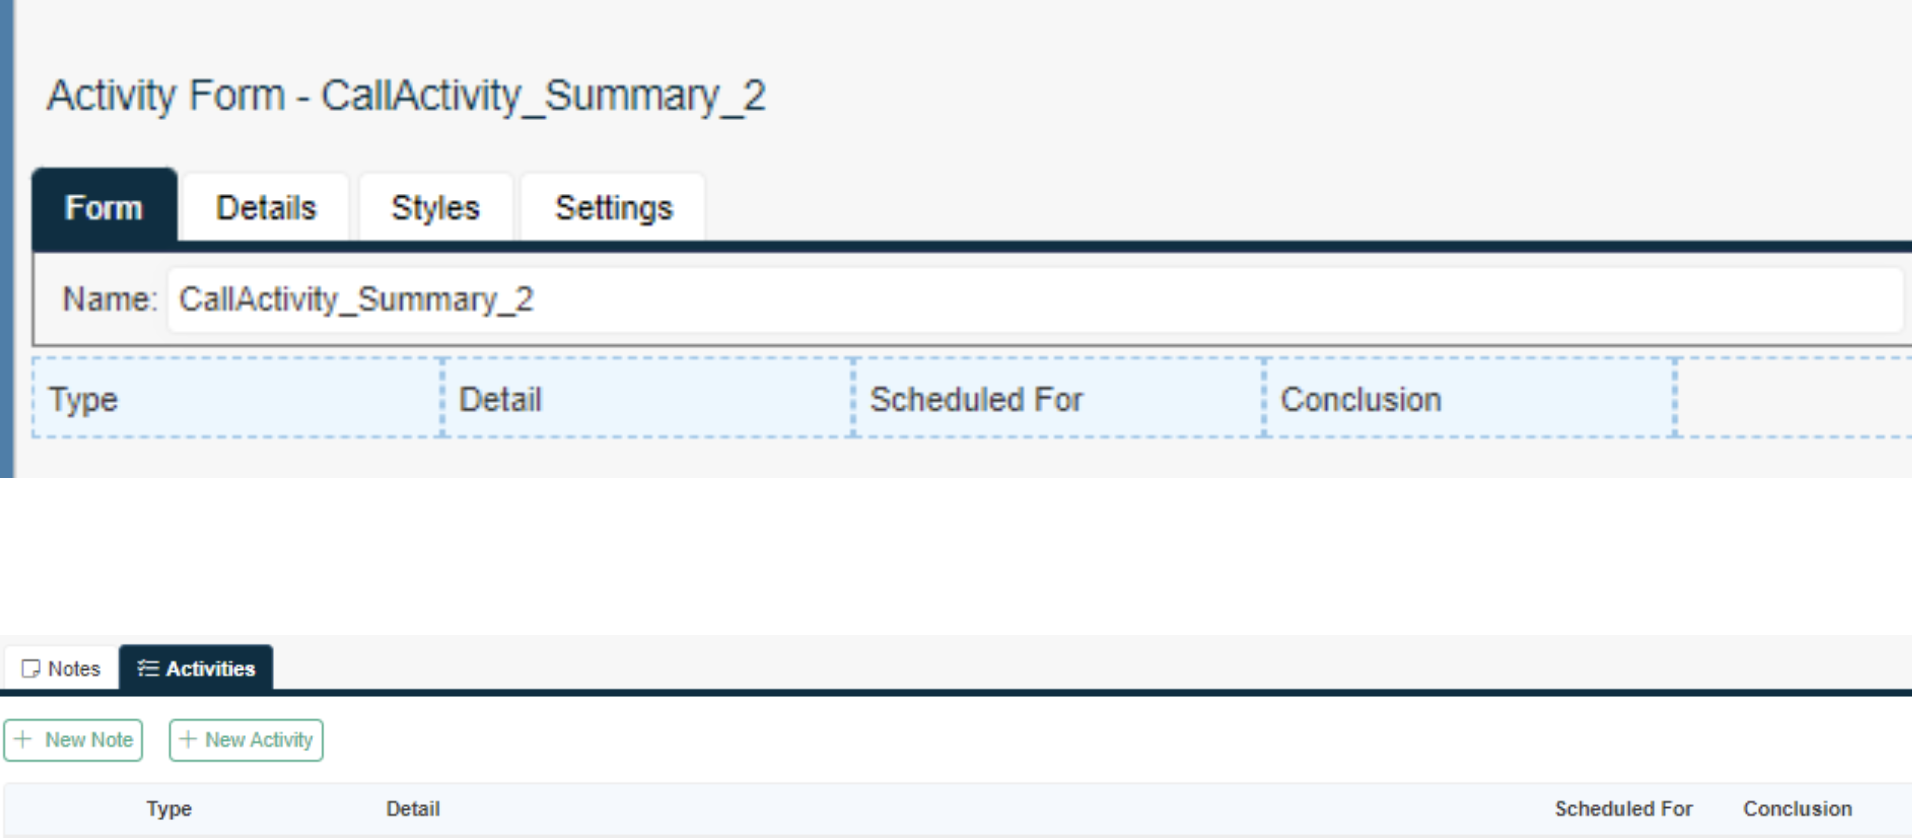 Activity Form - CallActivity_Summary_2
Form Details Styles Settings
Name: CallActivity_Summary_2
Type Detail Scheduled For Conclusion
Notes Activities
+ New Note + New Activity
Type Detail Scheduled For Conclusion